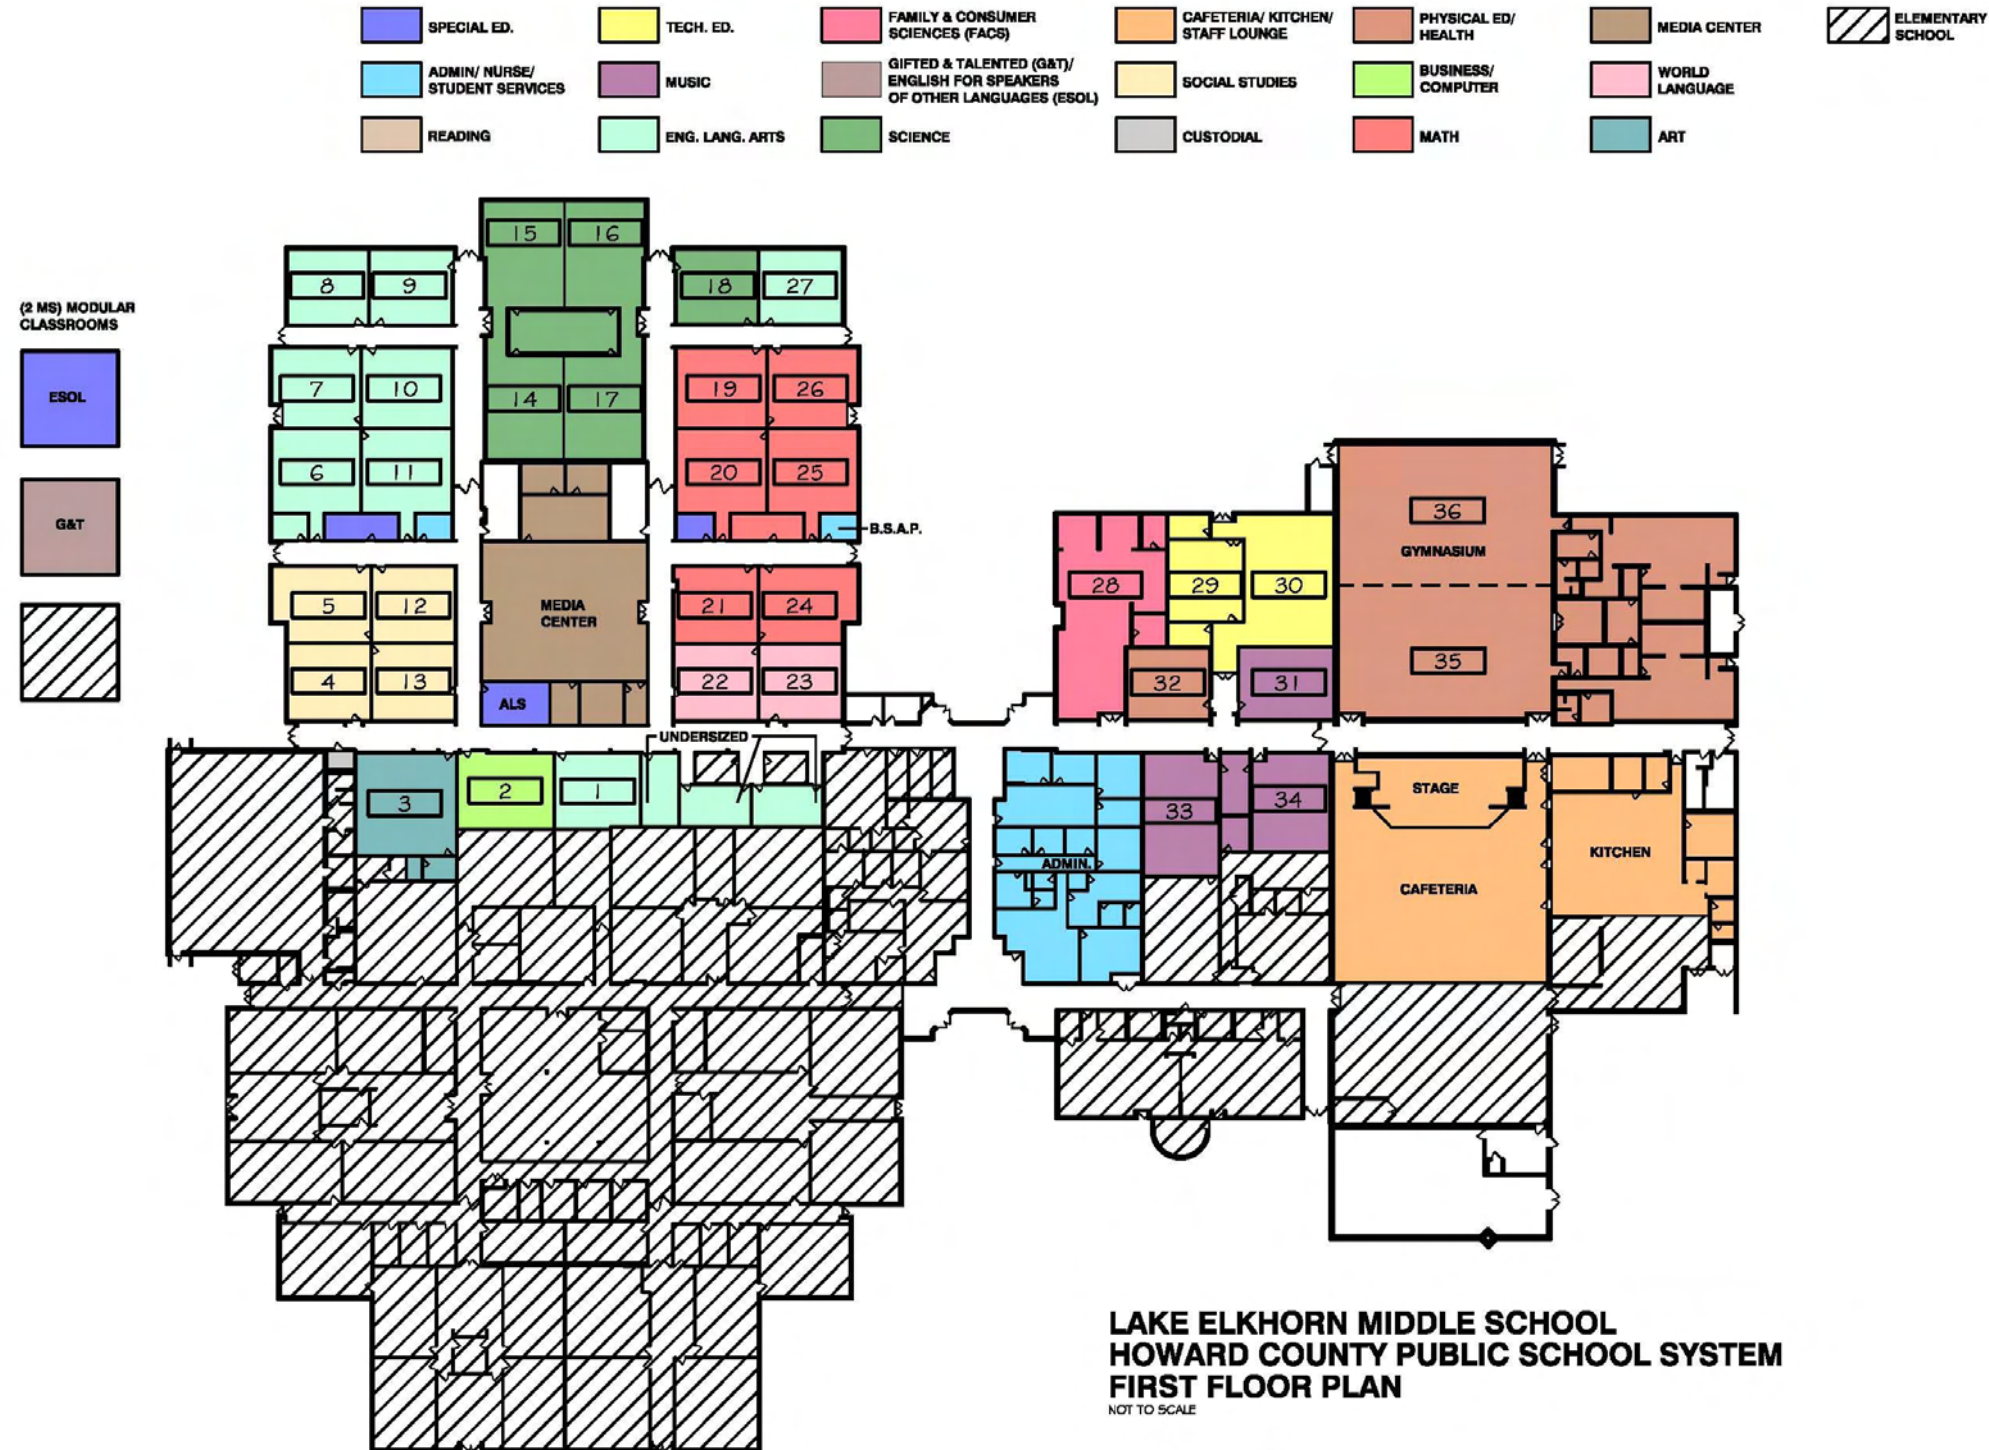 SPECIAL ED.
TECH. ED.
FAMILY & CONSUMER
SCIENCES (FACS)
CAFETERIA/ KITCHEN/
STAFF LOUNGE
PHYSICAL ED/
HEALTH
MEDIA CENTER
ELEMENTARY
SCHOOL
ADMIN/ NURSE/
STUDENT SERVICES
MUSIC
GIFTED & TALENTED (G&T)/
ENGLISH FOR SPEAKERS
OF OTHER LANGUAGES (ESOL)
SOCIAL STUDIES
BUSINESS/
COMPUTER
WORLD
LANGUAGE
READING
ENG. LANG. ARTS
SCIENCE
CUSTODIAL
MATH
ART
(2 MS) MODULAR
CLASSROOMS
ESOL
G&T
15 16
8 9
18 27
7 10
14 17
19 26
6 11
20 25
B.S.A.P.
5 12
MEDIA
CENTER
21 24
4 13
ALS
22 23
UNDERSIZED
3
2
1
36
GYMNASIUM
28
29
30
35
32
31
ADMIN.
33
34
STAGE
KITCHEN
CAFETERIA
LAKE ELKHORN MIDDLE SCHOOL
HOWARD COUNTY PUBLIC SCHOOL SYSTEM
FIRST FLOOR PLAN
NOT TO SCALE